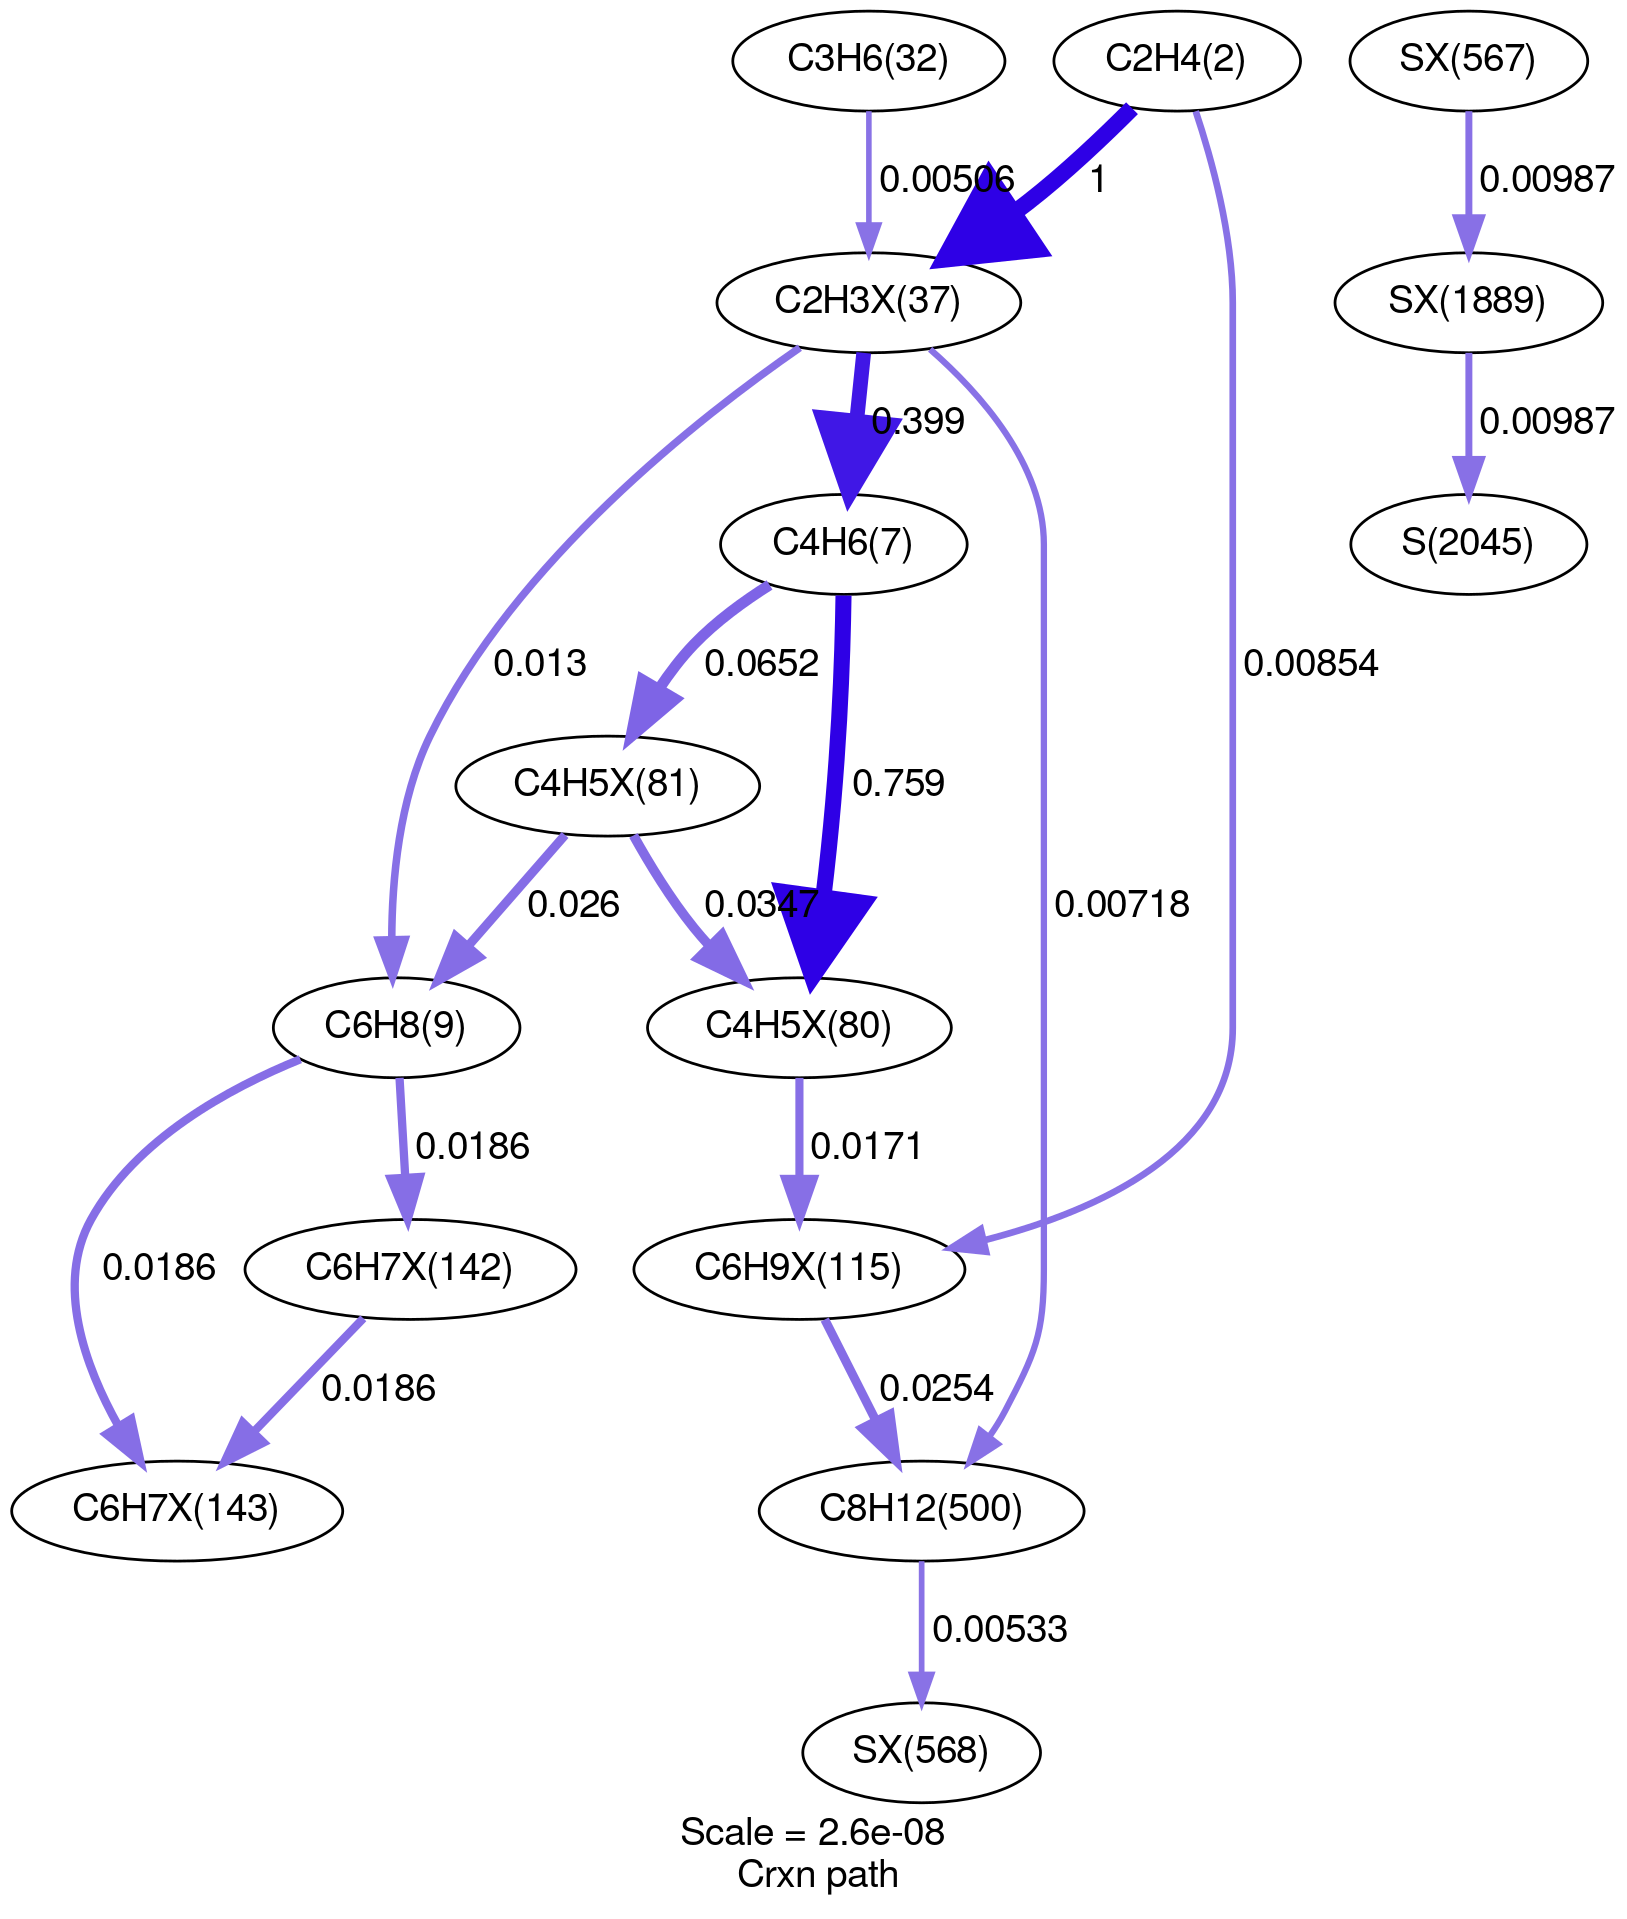 C3H6(32)
C2H4(2)
SX(567)
0.00506
1
0.00987
C2H3X(37)
SX(1889)
0.399
0.00987
C4H6(7)
S(2045)
0.013
0.0652
0.00854
C4H5X(81)
0.759
0.026
0.0347
0.00718
C6H8(9)
C4H5X(80)
0.0186
0.0171
0.0186
C6H7X(142)
C6H9X(115)
0.0186
0.0254
C6H7X(143)
C8H12(500)
0.00533
SX(568)
Scale = 2.6e-08
Crxn path